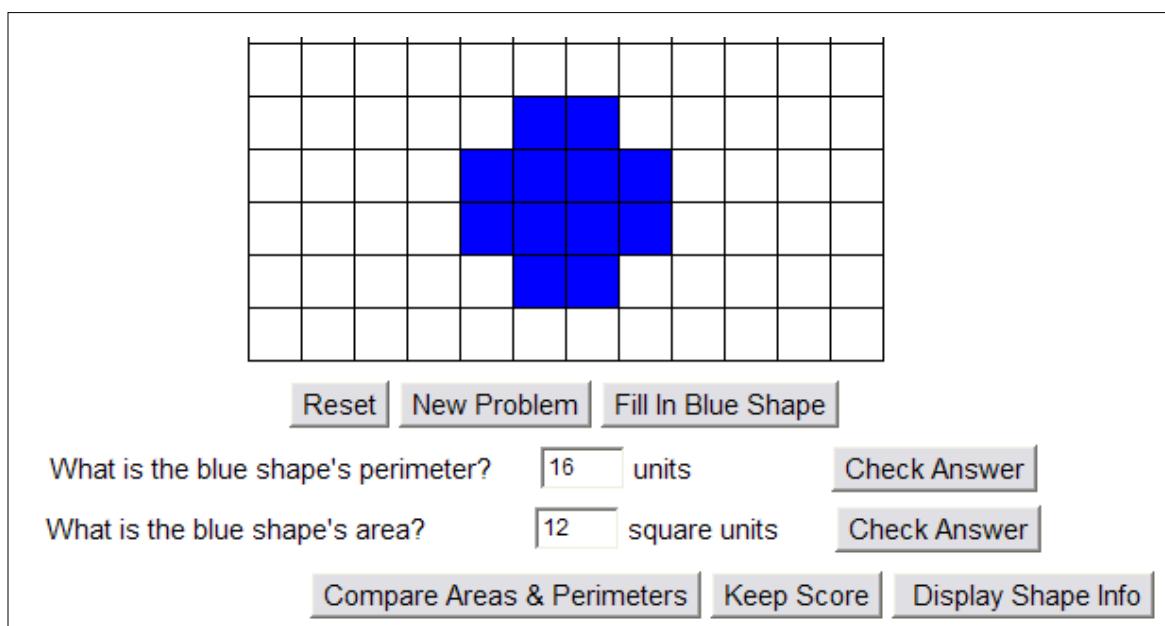 Reset New Problem Fill In Blue Shape
What is the blue shape's perimeter? 16 units Check Answer
What is the blue shape's area? 12 square units Check Answer
Compare Areas & Perimeters Keep Score Display Shape Info